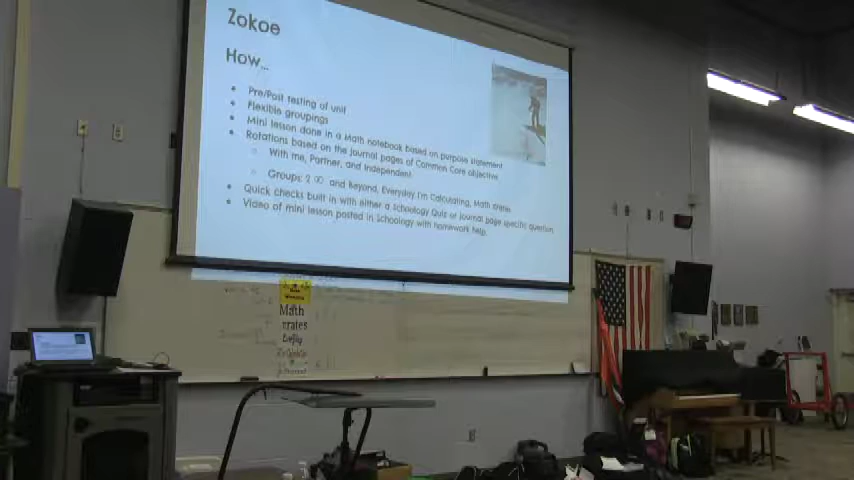 Zokoe
How...
• Pre/Post testing of unit
• Flexible groupings
• Mini lesson done in a Math notebook based on purpose statement
• Rotations based on the journal pages of Common Core objective
○ With me, Partner, and Independent
○ Groups: 2 ∞ and Beyond, Everyday I'm Calculating, Math crates
• Quick checks built in with either a Schoology Quiz or journal page specific question
• Video of mini lesson posted in Schoology with homework help.
Math